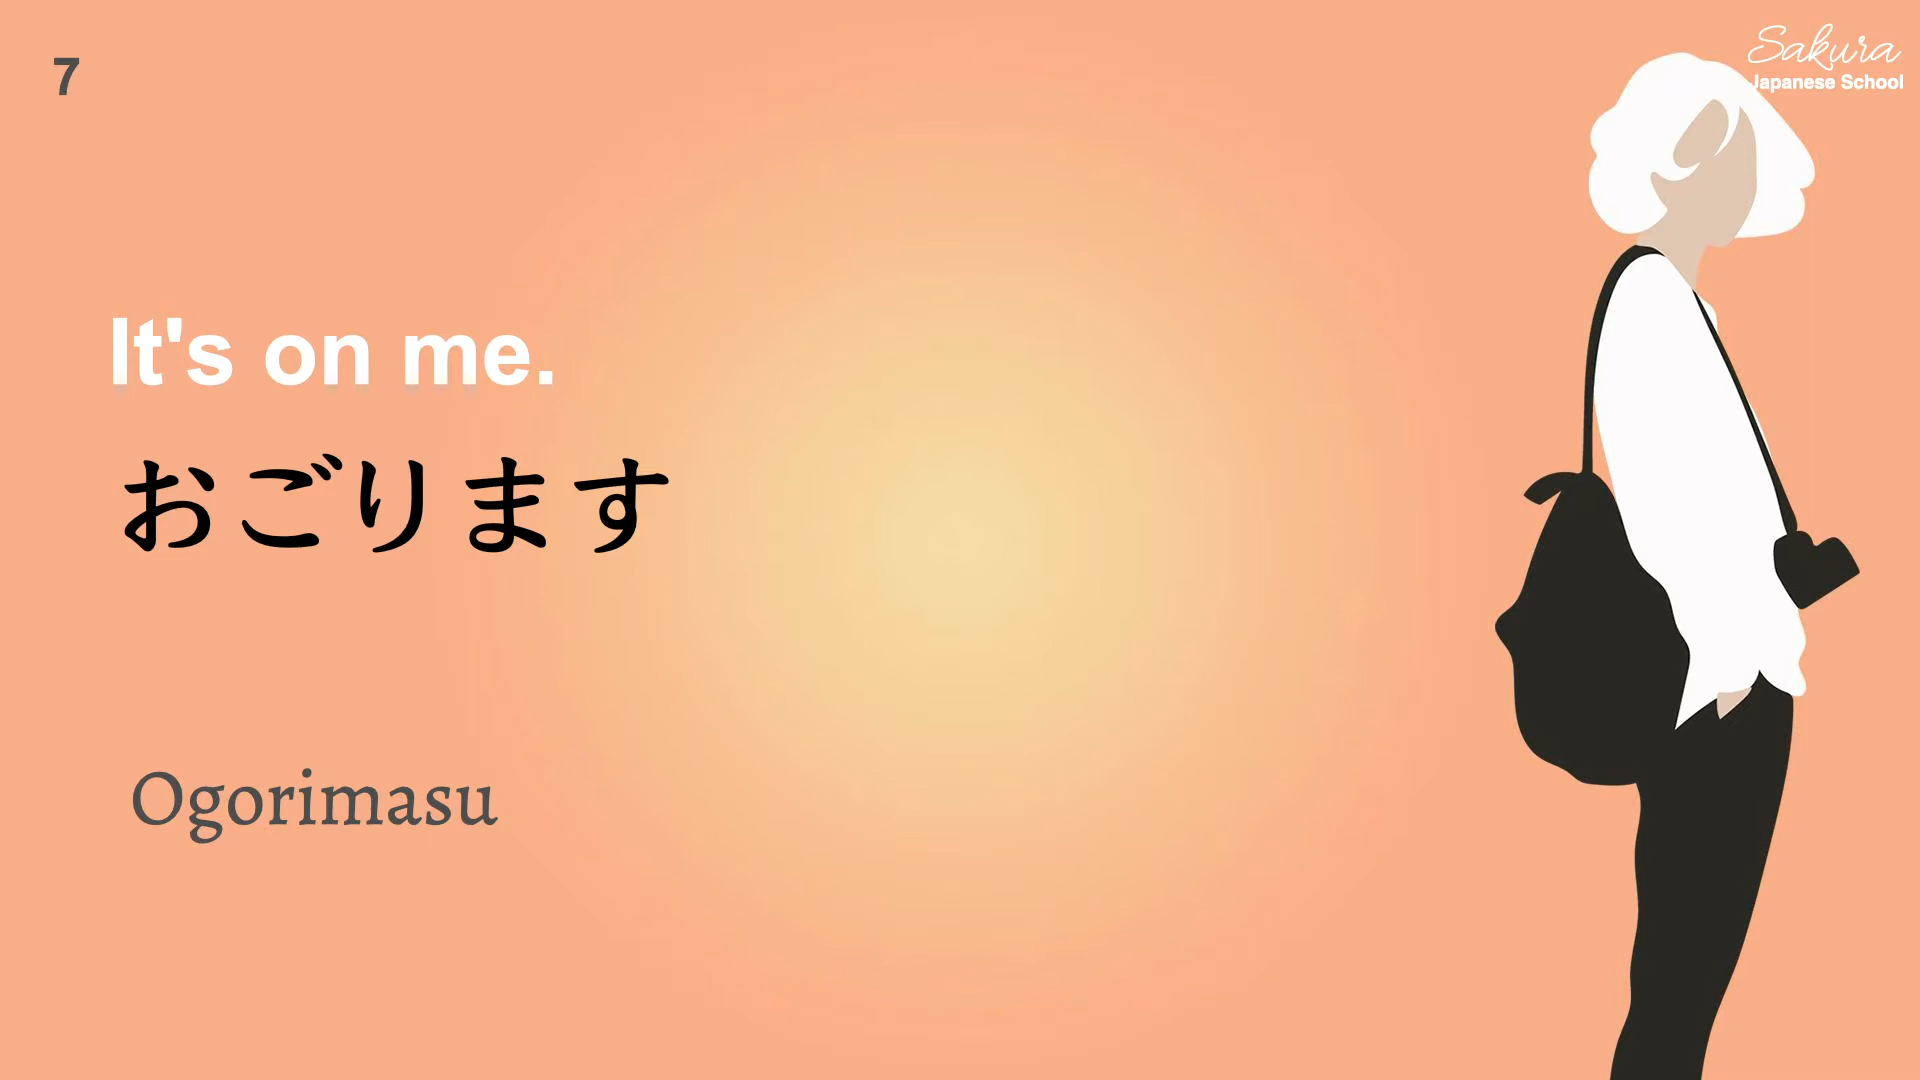 7
Sakura
Japanese School
It's on me.
おごります
Ogorimasu